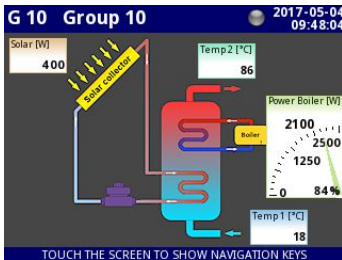 G 10 Group 10
2017-05-04
09:48:04
Solar [W]
400
Solar collector
Temp2 [°C]
86
Boiler
Power Boiler [W]
2100
2500
1250
0
84%
Temp1 [°C]
18
TOUCH THE SCREEN TO SHOW NAVIGATION KEYS